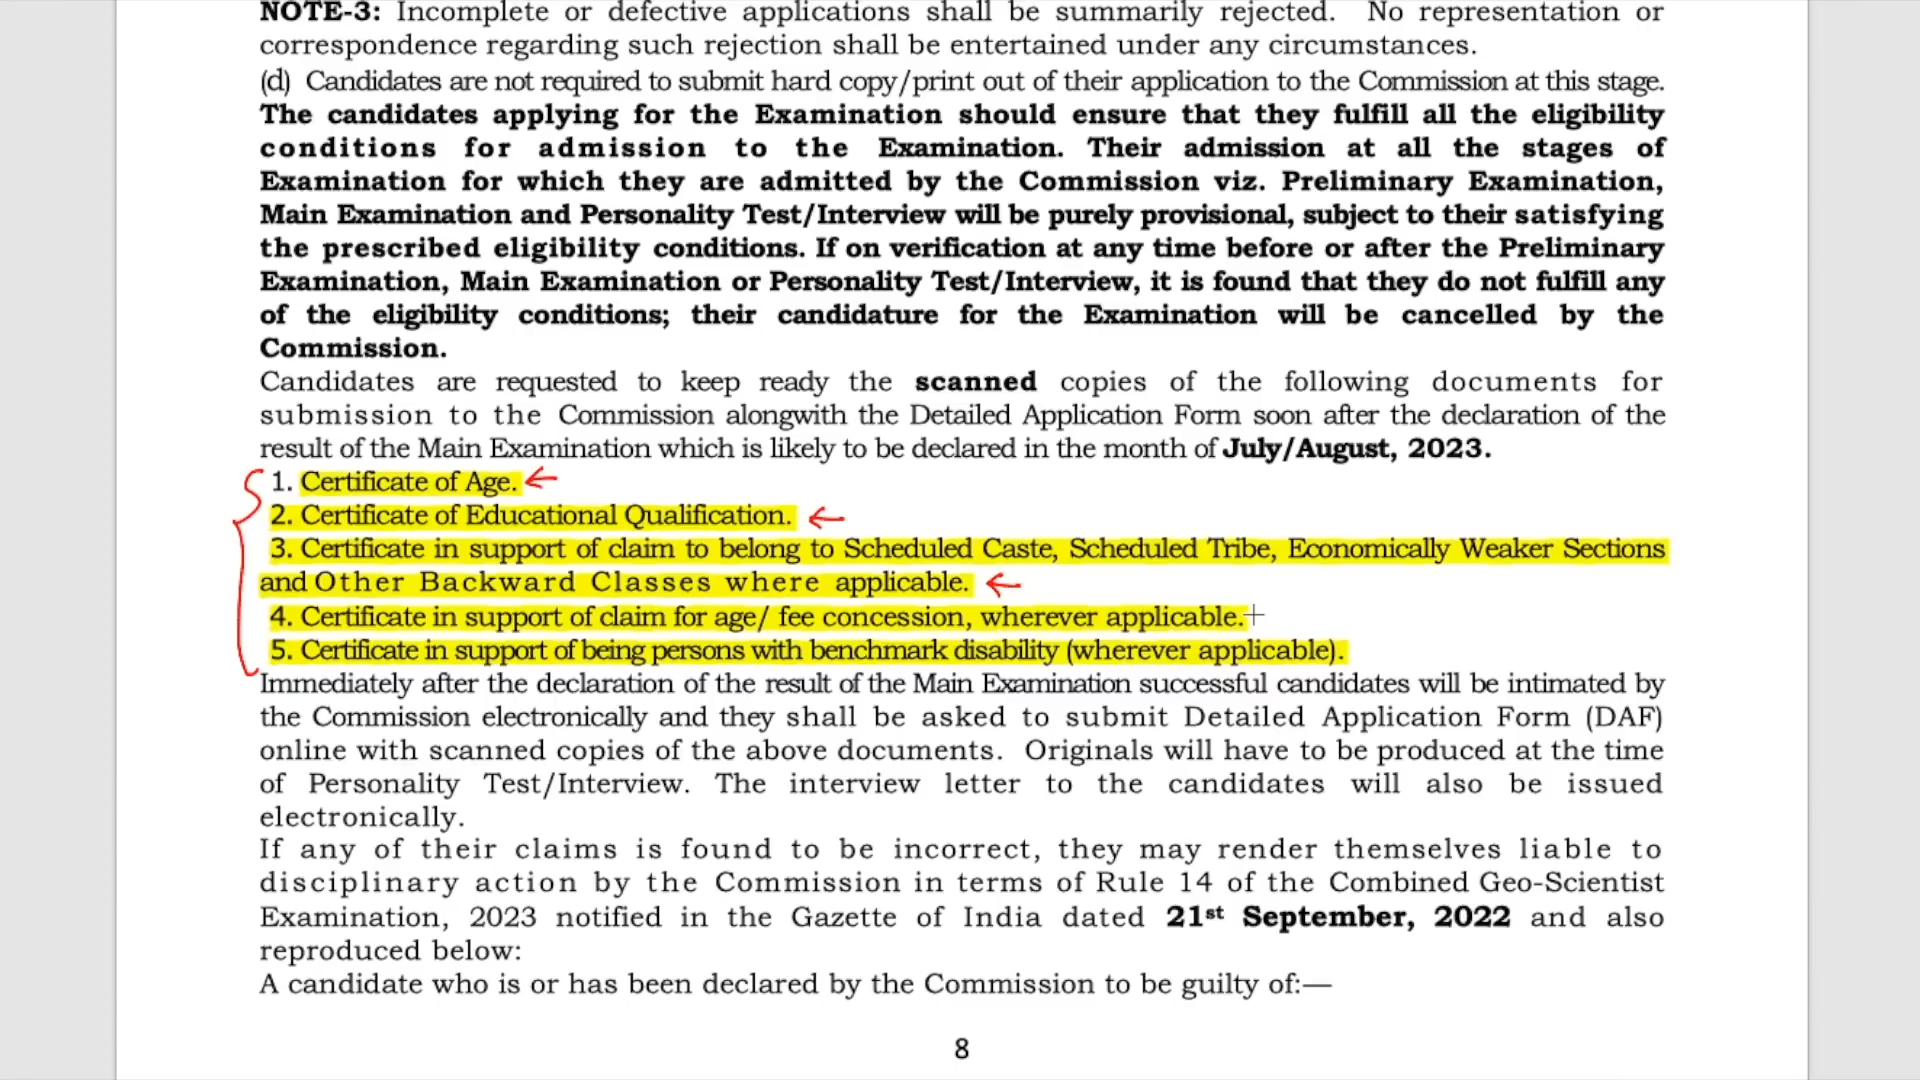 NOTE-3: Incomplete or defective applications shall be summarily rejected. No representation or
correspondence regarding such rejection shall be entertained under any circumstances.
(d) Candidates are not required to submit hard copy/print out of their application to the Commission at this stage.
The candidates applying for the Examination should ensure that they fulfill all the eligibility
conditions for admission to the Examination. Their admission at all the stages of
Examination for which they are admitted by the Commission viz. Preliminary Examination,
Main Examination and Personality Test/Interview will be purely provisional, subject to their satisfying
the prescribed eligibility conditions. If on verification at any time before or after the Preliminary
Examination, Main Examination or Personality Test/Interview, it is found that they do not fulfill any
of the eligibility conditions; their candidature for the Examination will be cancelled by the
Commission.
Candidates are requested to keep ready the scanned copies of the following documents for
submission to the Commission alongwith the Detailed Application Form soon after the declaration of the
result of the Main Examination which is likely to be declared in the month of July/August, 2023.
1. Certificate of Age.
2. Certificate of Educational Qualification.
3. Certificate in support of claim to belong to Scheduled Caste, Scheduled Tribe, Economically Weaker Sections
and Other Backward Classes where applicable.
4. Certificate in support of claim for age/ fee concession, wherever applicable.
5. Certificate in support of being persons with benchmark disability (wherever applicable).
Immediately after the declaration of the result of the Main Examination successful candidates will be intimated by
the Commission electronically and they shall be asked to submit Detailed Application Form (DAF)
online with scanned copies of the above documents. Originals will have to be produced at the time
of Personality Test/Interview. The interview letter to the candidates will also be issued
electronically.
If any of their claims is found to be incorrect, they may render themselves liable to
disciplinary action by the Commission in terms of Rule 14 of the Combined Geo-Scientist
Examination, 2023 notified in the Gazette of India dated 21st September, 2022 and also
reproduced below:
A candidate who is or has been declared by the Commission to be guilty of:—
8